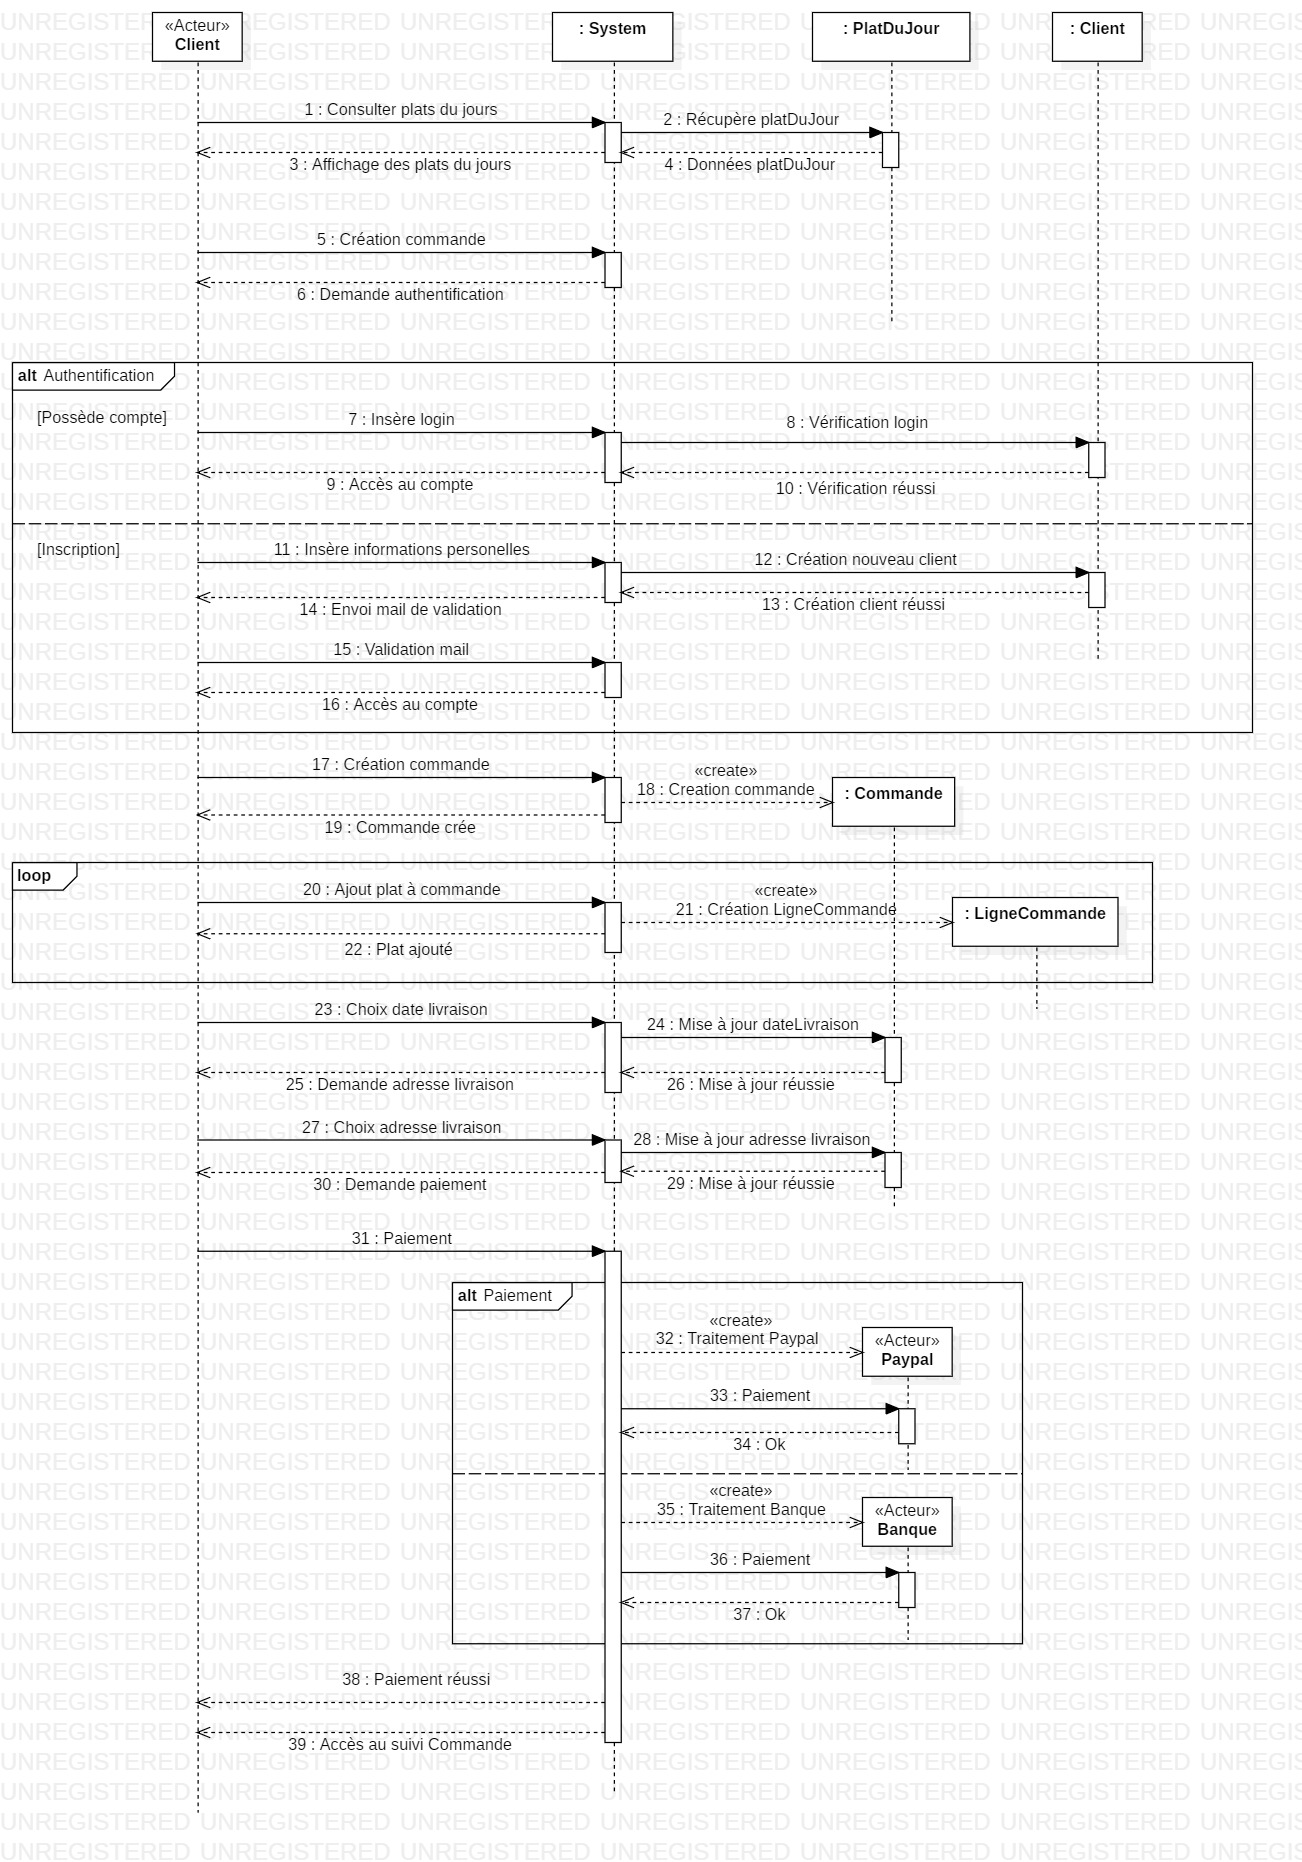 «Acteur»
Client
: System
: PlatDuJour
: Client
1 : Consulter plats du jours
2 : Récupère platDuJour
3 : Affichage des plats du jours
4 : Données platDuJour
5 : Création commande
6 : Demande authentification
alt Authentification
[Possède compte]
7 : Insère login
8 : Vérification login
9 : Accès au compte
10 : Vérification réussi
[Inscription]
11 : Insère informations personelles
12 : Création nouveau client
13 : Création client réussi
14 : Envoi mail de validation
15 : Validation mail
16 : Accès au compte
17 : Création commande
«create»
18 : Creation commande
: Commande
19 : Commande crée
loop
20 : Ajout plat à commande
«create»
21 : Création LigneCommande
: LigneCommande
22 : Plat ajouté
23 : Choix date livraison
24 : Mise à jour dateLivraison
25 : Demande adresse livraison
26 : Mise à jour réussie
27 : Choix adresse livraison
28 : Mise à jour adresse livraison
30 : Demande paiement
29 : Mise à jour réussie
31 : Paiement
alt Paiement
«create»
32 : Traitement Paypal
«Acteur»
Paypal
33 : Paiement
34 : Ok
«create»
35 : Traitement Banque
«Acteur»
Banque
36 : Paiement
37 : Ok
38 : Paiement réussi
39 : Accès au suivi Commande
UNREGISTERED